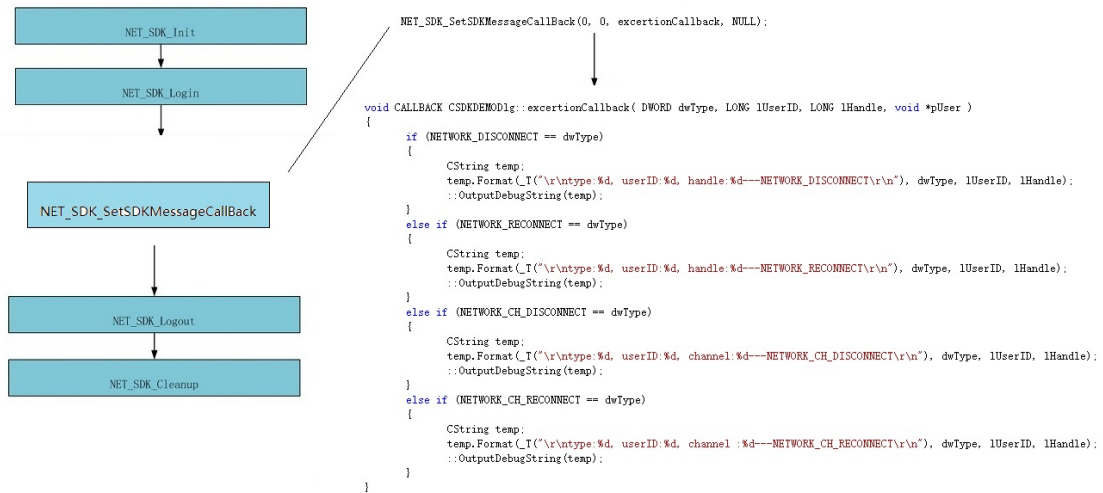 NET_SDK_Init
NET_SDK_Login
NET_SDK_SetSDKMessageCallBack
NET_SDK_Logout
NET_SDK_Cleanup
NET_SDK_SetSDKMessageCallBack(0, 0, excertionCallback, NULL);
void CALLBACK CSDKDEMODlg::excertionCallback( DWORD dwType, LONG lUserID, LONG lHandle, void *pUser )
{
if (NETWORK_DISCONNECT == dwType)
{
CString temp;
temp.Format(_T("\r\ntype:%d, userID:%d, handle:%d---NETWORK_DISCONNECT\r\n"), dwType, lUserID, lHandle);
::OutputDebugString(temp);
}
else if (NETWORK_RECONNECT == dwType)
{
CString temp;
temp.Format(_T("\r\ntype:%d, userID:%d, handle:%d---NETWORK_RECONNECT\r\n"), dwType, lUserID, lHandle);
::OutputDebugString(temp);
}
else if (NETWORK_CH_DISCONNECT == dwType)
{
CString temp;
temp.Format(_T("\r\ntype:%d, userID:%d, channel:%d---NETWORK_CH_DISCONNECT\r\n"), dwType, lUserID, lHandle);
::OutputDebugString(temp);
}
else if (NETWORK_CH_RECONNECT == dwType)
{
CString temp;
temp.Format(_T("\r\ntype:%d, userID:%d, channel :%d---NETWORK_CH_RECONNECT\r\n"), dwType, lUserID, lHandle);
::OutputDebugString(temp);
}
}